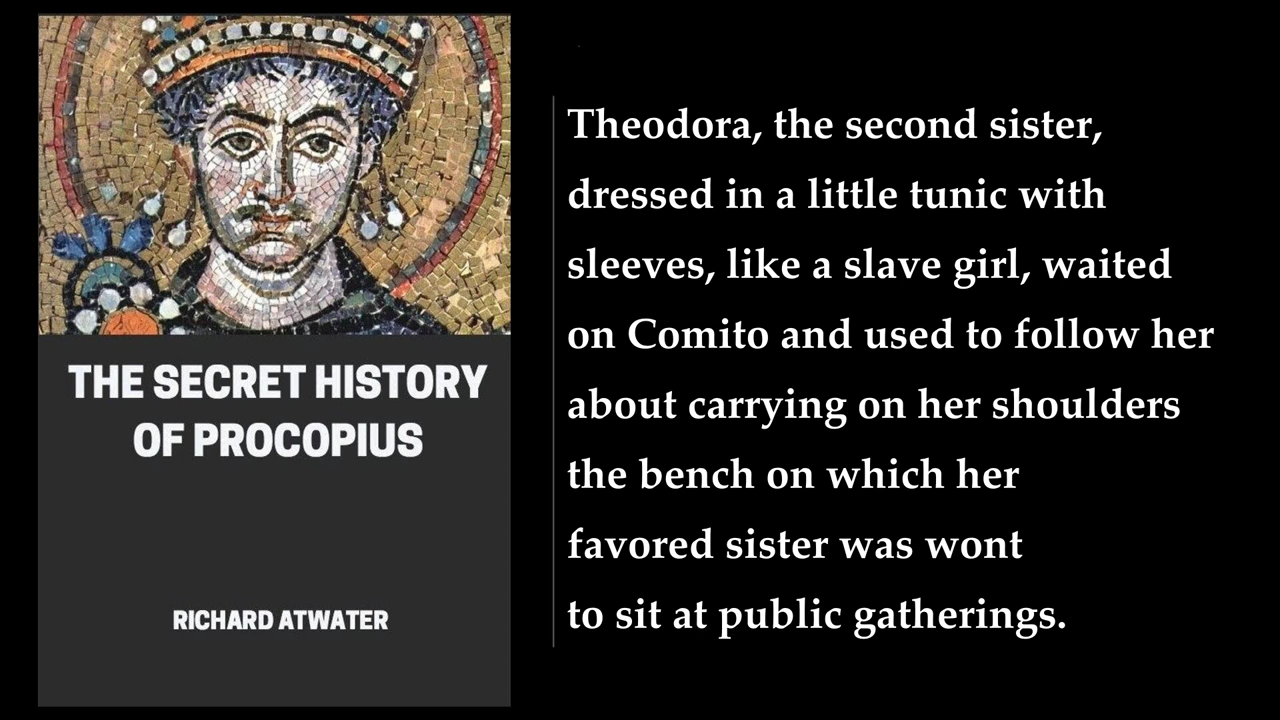 THE SECRET HISTORY
OF PROCOPIUS
RICHARD ATWATER
Theodora, the second sister,
dressed in a little tunic with
sleeves, like a slave girl, waited
on Comito and used to follow her
about carrying on her shoulders
the bench on which her
favored sister was wont
to sit at public gatherings.